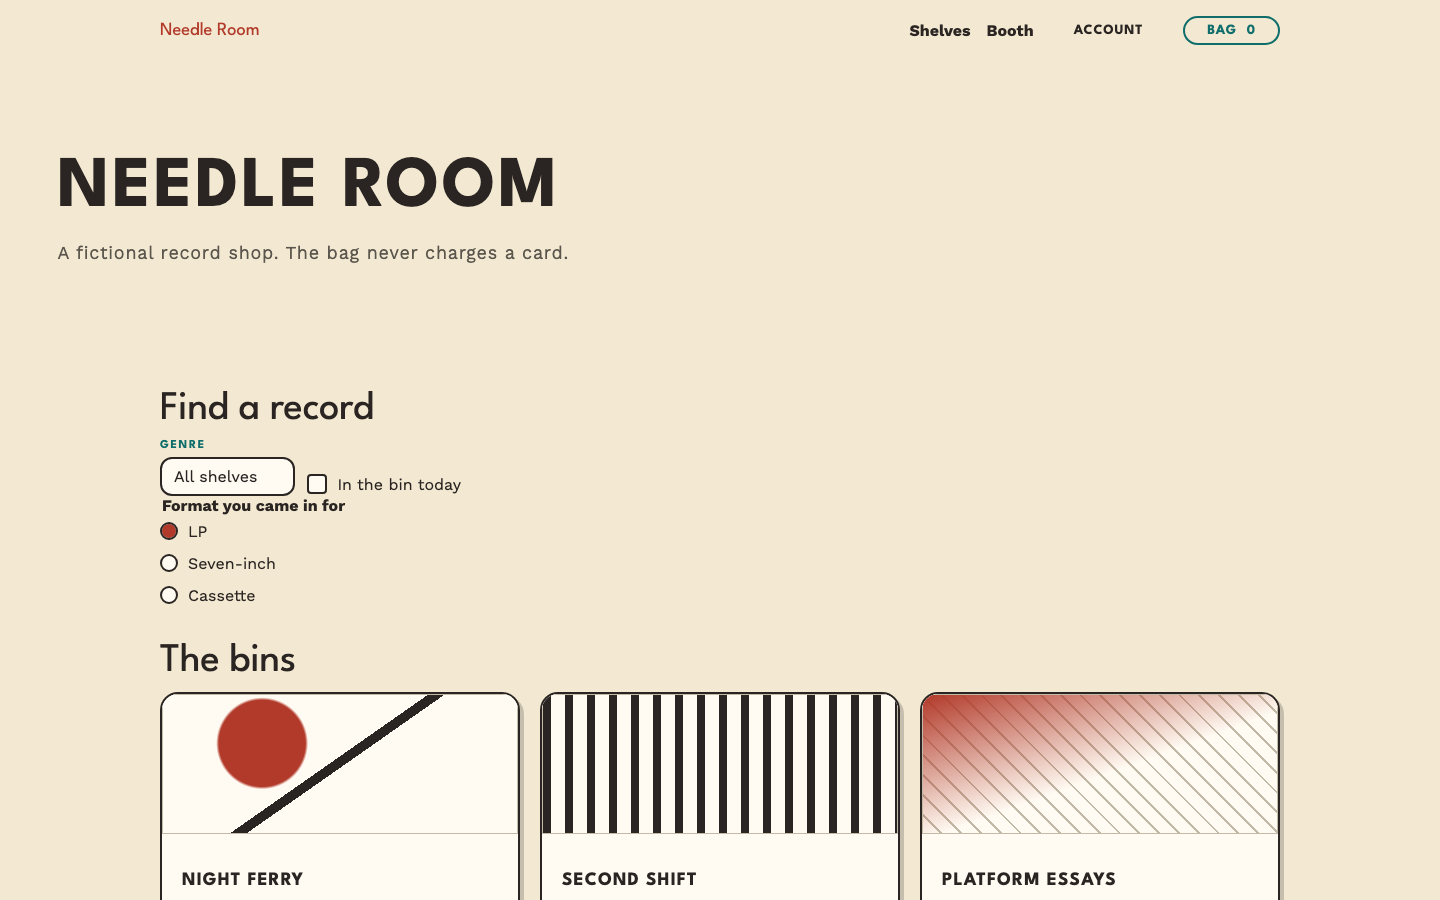 Needle Room
Shelves Booth ACCOUNT BAG 0
NEEDLE ROOM
A fictional record shop. The bag never charges a card.
Find a record
GENRE
All shelves
In the bin today
Format you came in for
LP
Seven-inch
Cassette
The bins
NIGHT FERRY
SECOND SHIFT
PLATFORM ESSAYS